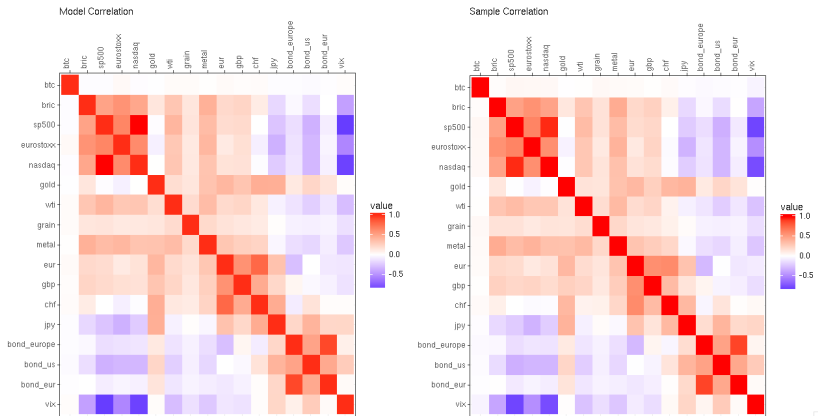 Model Correlation
btc
bric
sp500
eurostoxx
nasdaq
gold
wti
grain
metal
eur
gbp
chf
jpy
bond_europe
bond_us
bond_eur
vix
btc
bric
sp500
eurostoxx
nasdaq
gold
wti
grain
metal
eur
gbp
chf
jpy
bond_europe
bond_us
bond_eur
vix
value
1.0
0.5
0.0
−0.5
Sample Correlation
btc
bric
sp500
eurostoxx
nasdaq
gold
wti
grain
metal
eur
gbp
chf
jpy
bond_europe
bond_us
bond_eur
vix
btc
bric
sp500
eurostoxx
nasdaq
gold
wti
grain
metal
eur
gbp
chf
jpy
bond_europe
bond_us
bond_eur
vix
value
1.0
0.5
0.0
−0.5